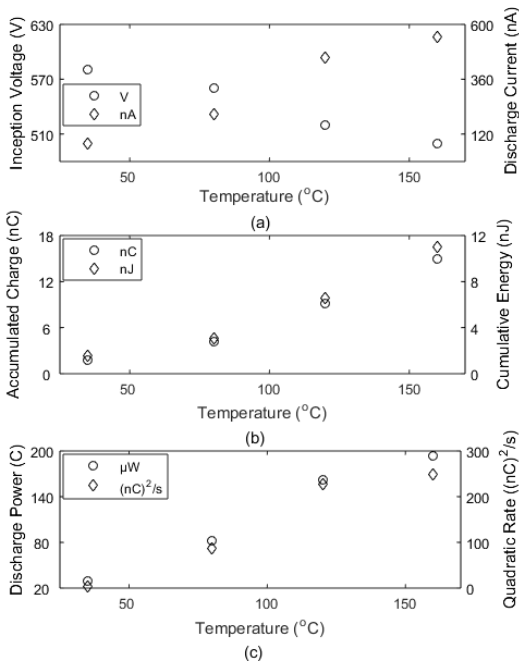 630
570
510
Inception Voltage (V)
V
nA
600
360
120
Discharge Current (nA)
50
100
150
Temperature (°C)
(a)
18
12
6
0
Accumulated Charge (nC)
nC
nJ
12
8
4
0
Cumulative Energy (nJ)
50
100
150
Temperature (°C)
(b)
200
140
80
20
Discharge Power (C)
µW
(nC)²/s
300
200
100
0
Quadratic Rate ((nC)²/s)
50
100
150
Temperature (°C)
(c)